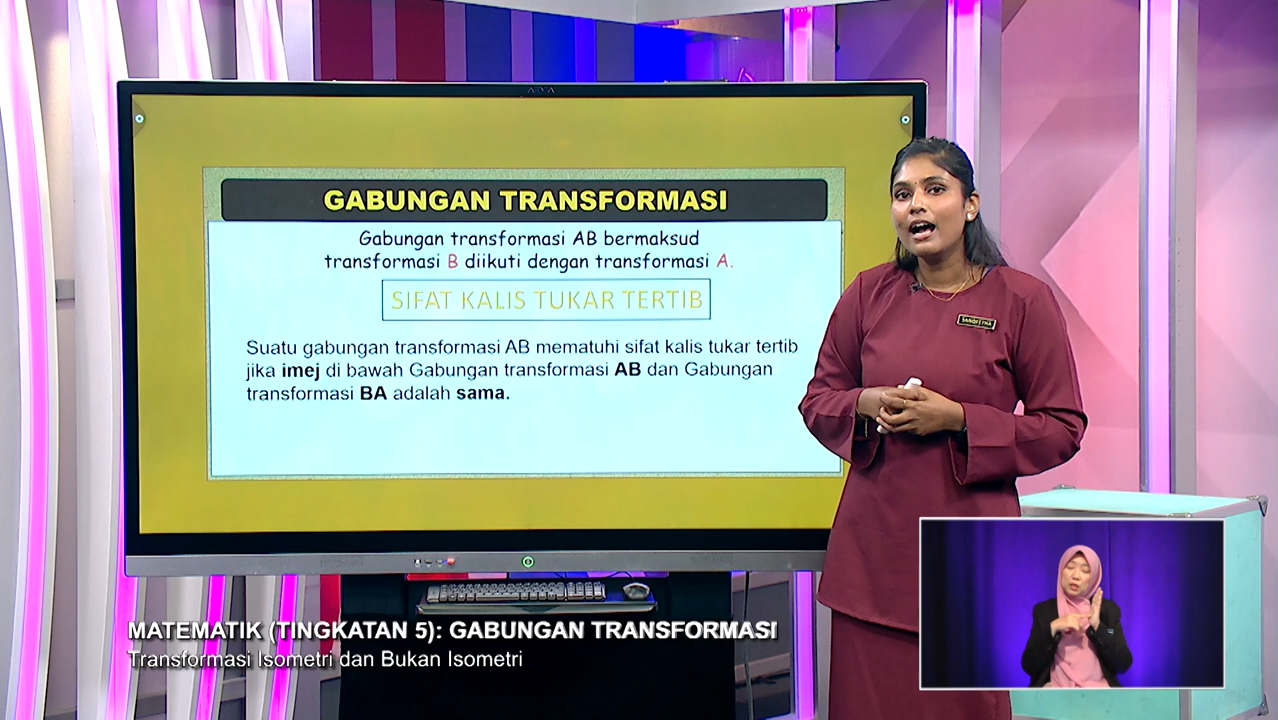 GABUNGAN TRANSFORMASI
Gabungan transformasi AB bermaksud
transformasi B diikuti dengan transformasi A.
SIFAT KALIS TUKAR TERTIB
Suatu gabungan transformasi AB mematuhi sifat kalis tukar tertib
jika imej di bawah Gabungan transformasi AB dan Gabungan
transformasi BA adalah sama.
SANGEETHA
MATEMATIK (TINGKATAN 5): GABUNGAN TRANSFORMASI
Transformasi Isometri dan Bukan Isometri